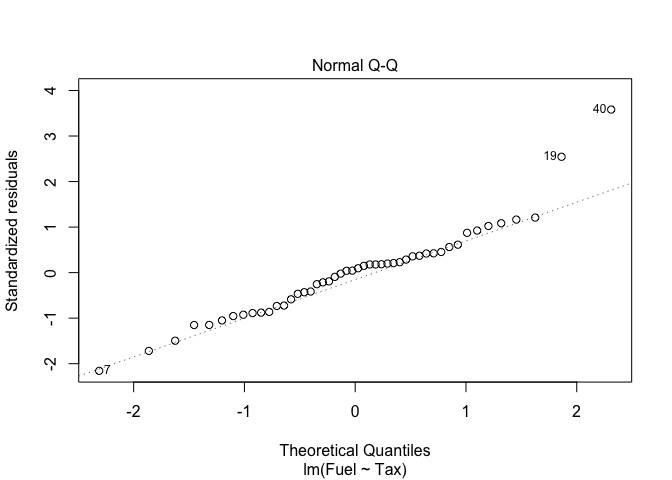 Normal Q-Q
4
3
2
1
0
-1
-2
Standardized residuals
40
19
7
-2 -1 0 1 2
Theoretical Quantiles
lm(Fuel ~ Tax)